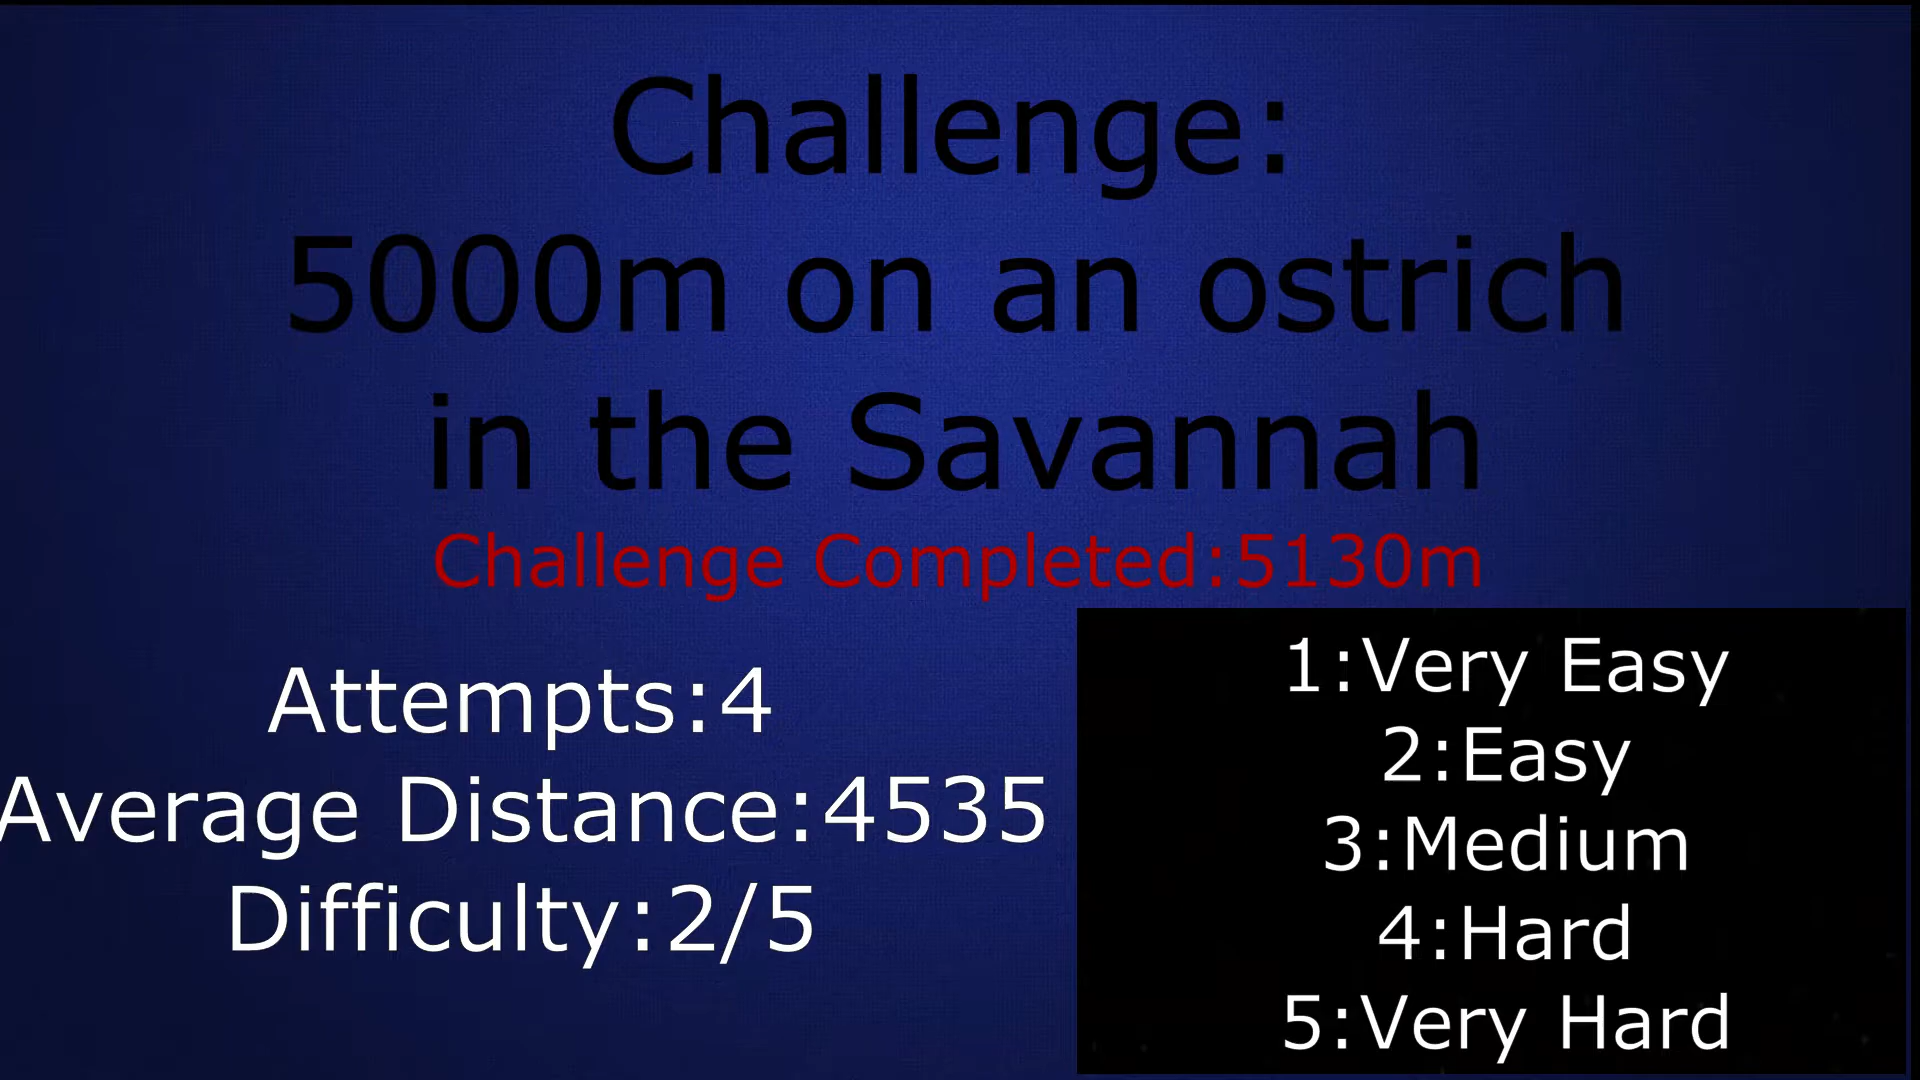 Challenge:
5000m on an ostrich
in the Savannah
Challenge Completed:5130m
Attempts:4
Average Distance:4535
Difficulty:2/5
1:Very Easy
2:Easy
3:Medium
4:Hard
5:Very Hard